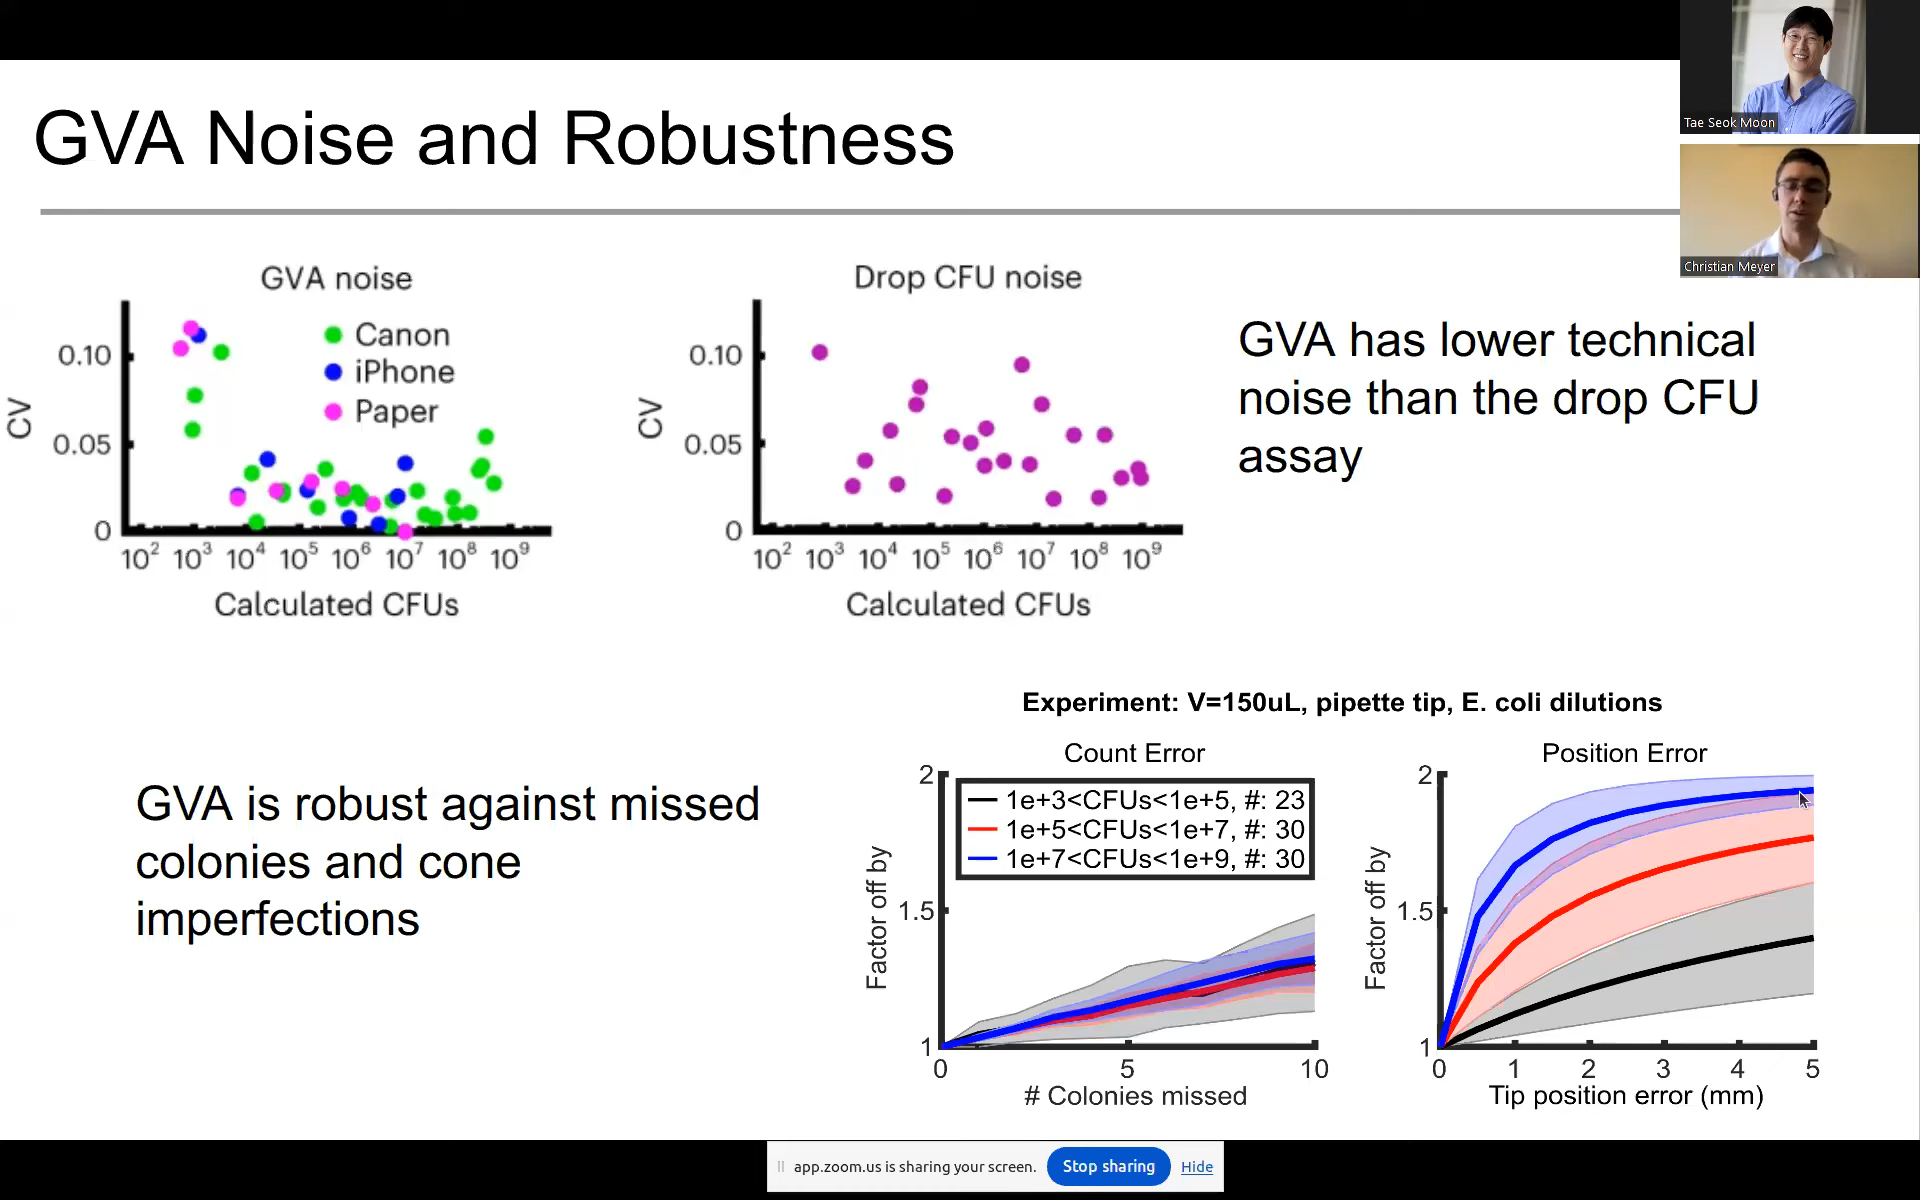 GVA Noise and Robustness
Tae Seok Moon
Christian Meyer
GVA noise
Canon
iPhone
Paper
CV
0.10
0.05
0
10² 10³ 10⁴ 10⁵ 10⁶ 10⁷ 10⁸ 10⁹
Calculated CFUs
Drop CFU noise
CV
0.10
0.05
0
10² 10³ 10⁴ 10⁵ 10⁶ 10⁷ 10⁸ 10⁹
Calculated CFUs
GVA has lower technical
noise than the drop CFU
assay
GVA is robust against missed
colonies and cone
imperfections
Experiment: V=150uL, pipette tip, E. coli dilutions
Count Error
1e+3<CFUs<1e+5, #: 23
1e+5<CFUs<1e+7, #: 30
1e+7<CFUs<1e+9, #: 30
Factor off by
2
1.5
1
0 5 10
# Colonies missed
Position Error
Factor off by
2
1.5
1
0 1 2 3 4 5
Tip position error (mm)
app.zoom.us is sharing your screen.
Stop sharing
Hide